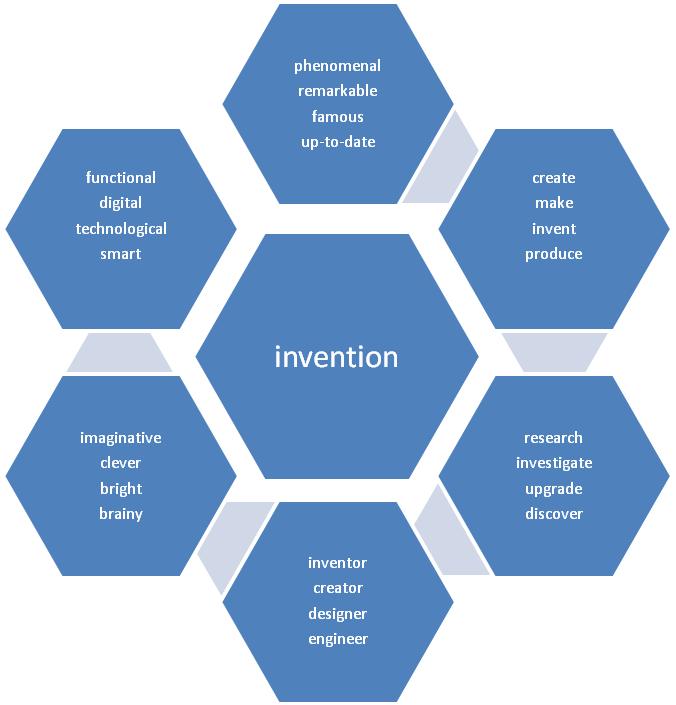 phenomenal
remarkable
famous
up-to-date
functional
digital
technological
smart
create
make
invent
produce
invention
imaginative
clever
bright
brainy
research
investigate
upgrade
discover
inventor
creator
designer
engineer